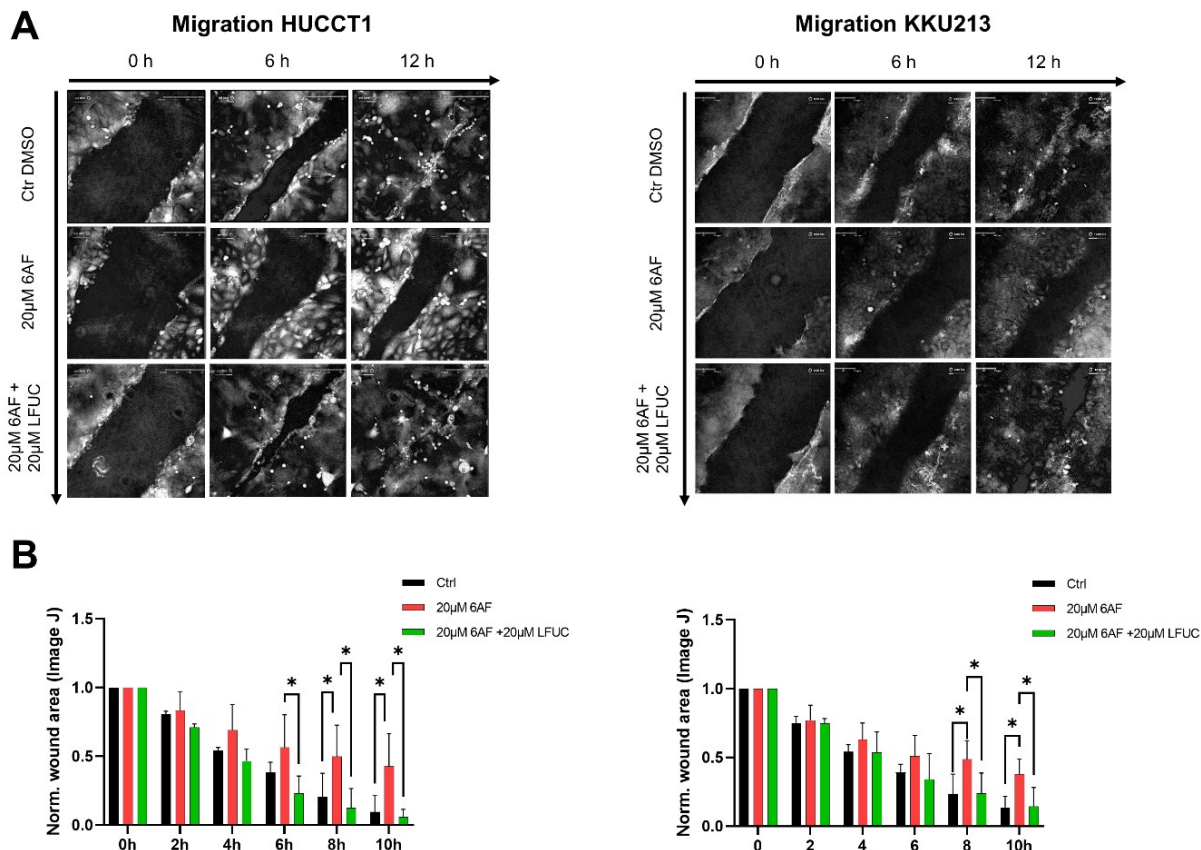 A
Migration HUCCT1
0 h
6 h
12 h
Ctr DMSO
20µM 6AF
20µM 6AF +
20µM LFUC
Migration KKU213
0 h
6 h
12 h
Ctr DMSO
20µM 6AF
20µM 6AF +
20µM LFUC
B
Ctrl
20µM 6AF
20µM 6AF +20µM LFUC
Norm. wound area (Image J)
1.5
1.0
0.5
0.0
* * * * *
0h 2h 4h 6h 8h 10h
Ctrl
20µM 6AF
20µM 6AF +20µM LFUC
Norm. wound area (Image J)
1.5
1.0
0.5
0.0
* * * *
0 2 4 6 8 10h